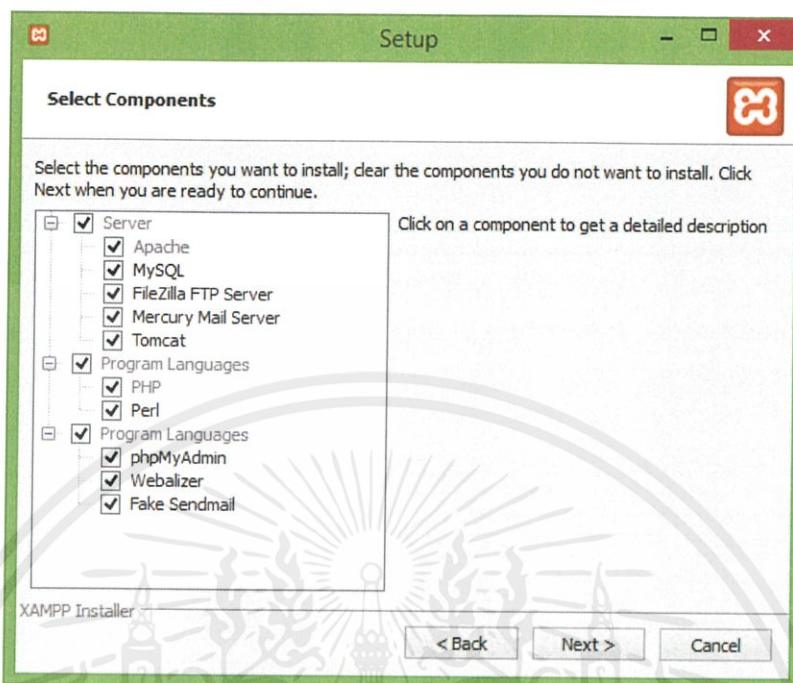 Setup
Select Components
Select the components you want to install; clear the components you do not want to install. Click
Next when you are ready to continue.
Server
Apache
MySQL
FileZilla FTP Server
Mercury Mail Server
Tomcat
Program Languages
PHP
Perl
Program Languages
phpMyAdmin
Webalizer
Fake Sendmail
Click on a component to get a detailed description
XAMPP Installer
< Back
Next >
Cancel